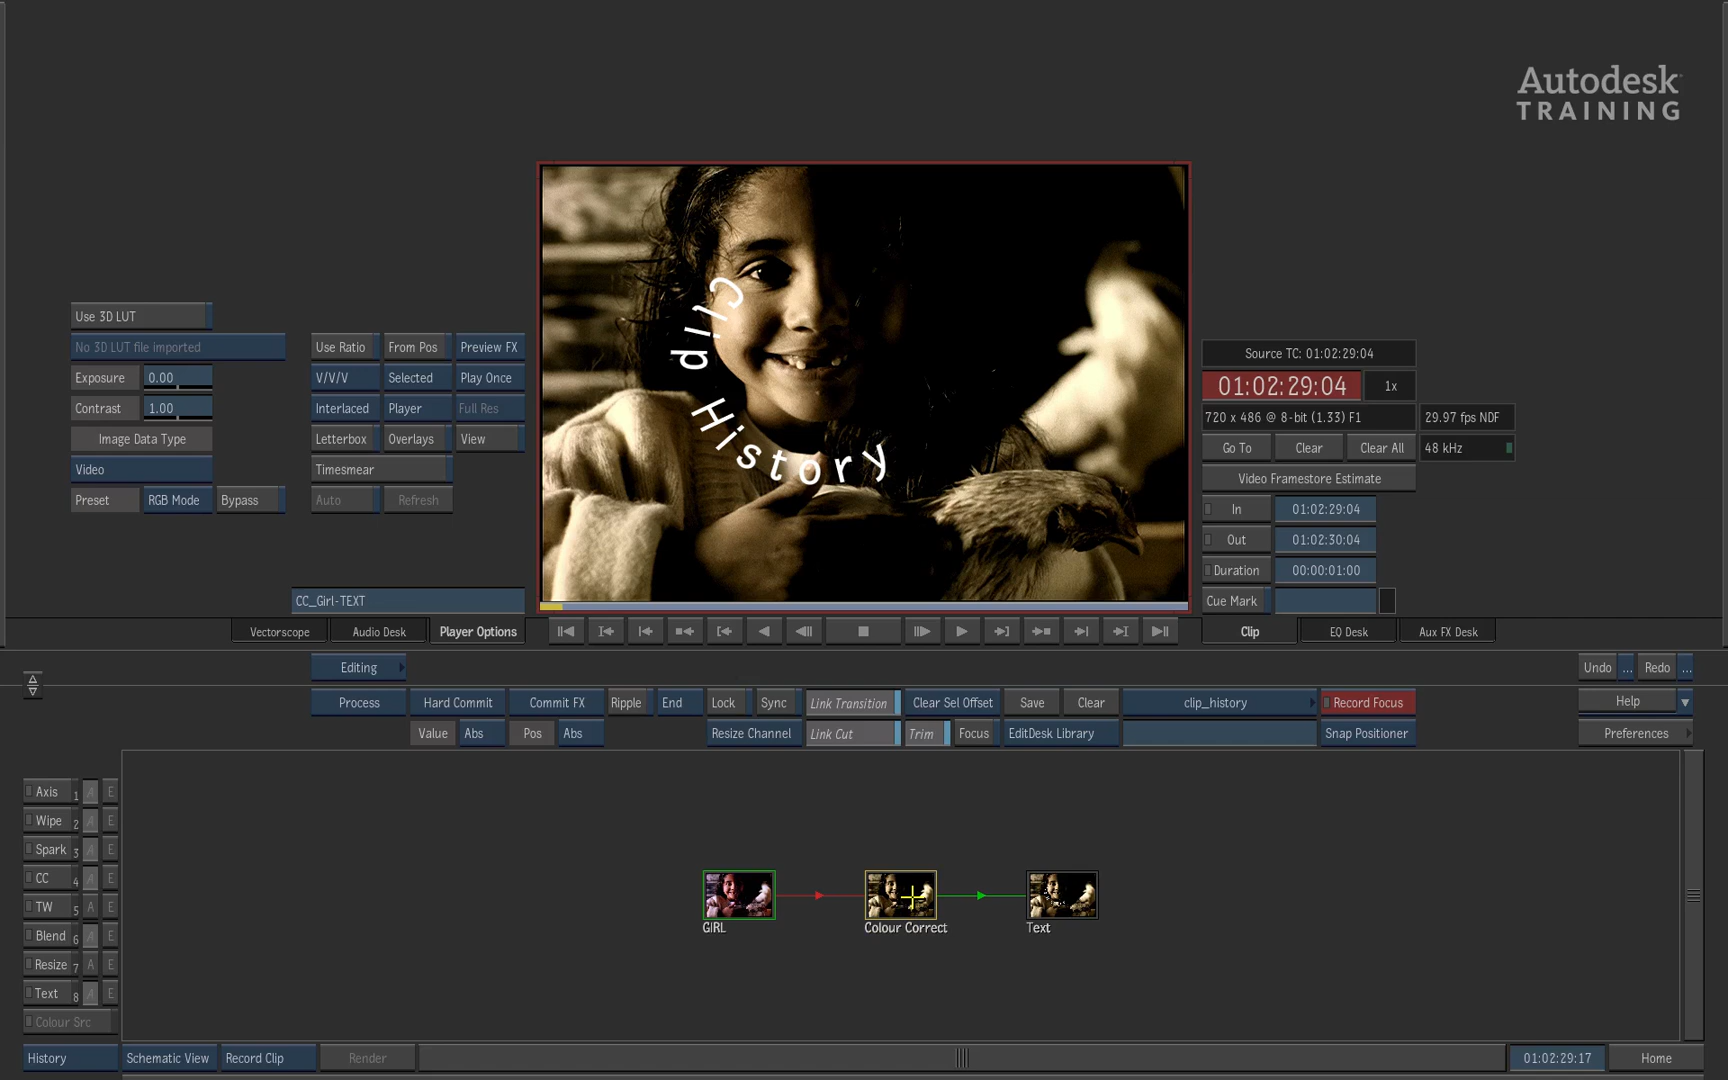 Autodesk
TRAINING
Clip History
Use 3D LUT
No 3D LUT file imported
Exposure 0.00
Contrast 1.00
Image Data Type
Video
Preset RGB Mode Bypass
Use Ratio From Pos Preview FX
V/V/V Selected Play Once
Interlaced Player Full Res
Letterbox Overlays View
Timesmear
Auto Refresh
CC_Girl-TEXT
Vectorscope Audio Desk Player Options
Source TC: 01:02:29:04
01:02:29:04 1x
720 x 486 @ 8-bit (1.33) F1 29.97 fps NDF
Go To Clear Clear All 48 kHz
Video Framestore Estimate
In 01:02:29:04
Out 01:02:30:04
Duration 00:00:01:00
Cue Mark
Clip EQ Desk Aux FX Desk
Editing Undo ... Redo ...
Process Hard Commit Commit FX Ripple End Lock Sync Link Transition Clear Sel Offset Save Clear clip_history Record Focus Help
Value Abs Pos Abs Resize Channel Link Cut Trim Focus EditDesk Library Snap Positioner Preferences
Axis 1 A E
Wipe 2 A E
Spark 3 A E
CC 4 A E
TW 5 A E
Blend 6 A E
Resize 7 A E
Text 8 A E
Colour Src
GIRL Colour Correct Text
History Schematic View Record Clip Render 01:02:29:17 Home